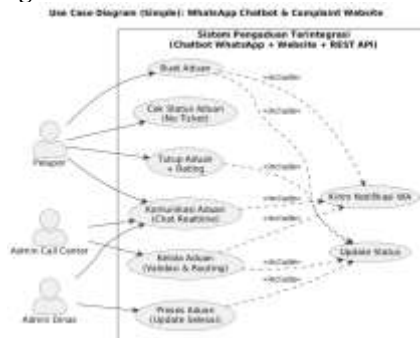 Use Case Diagram (Simple): WhatsApp Chatbot & Complaint Website
Sistem Pengaduan Terintegrasi
(Chatbot WhatsApp + Website + REST API)
Buat Aduan
Cek Status Aduan
(No Ticket)
Tutup Aduan
+ Rating
Komunikasi Aduan
(Chat Realtime)
Kelola Aduan
(Validasi & Routing)
Proses Aduan
(Update Selesai)
Pelapor
Admin Call Center
Admin Dinas
«include»
«include»
«include»
«include»
«include»
«include»
«include»
«include»
Kirim Notifikasi WA
Update Status